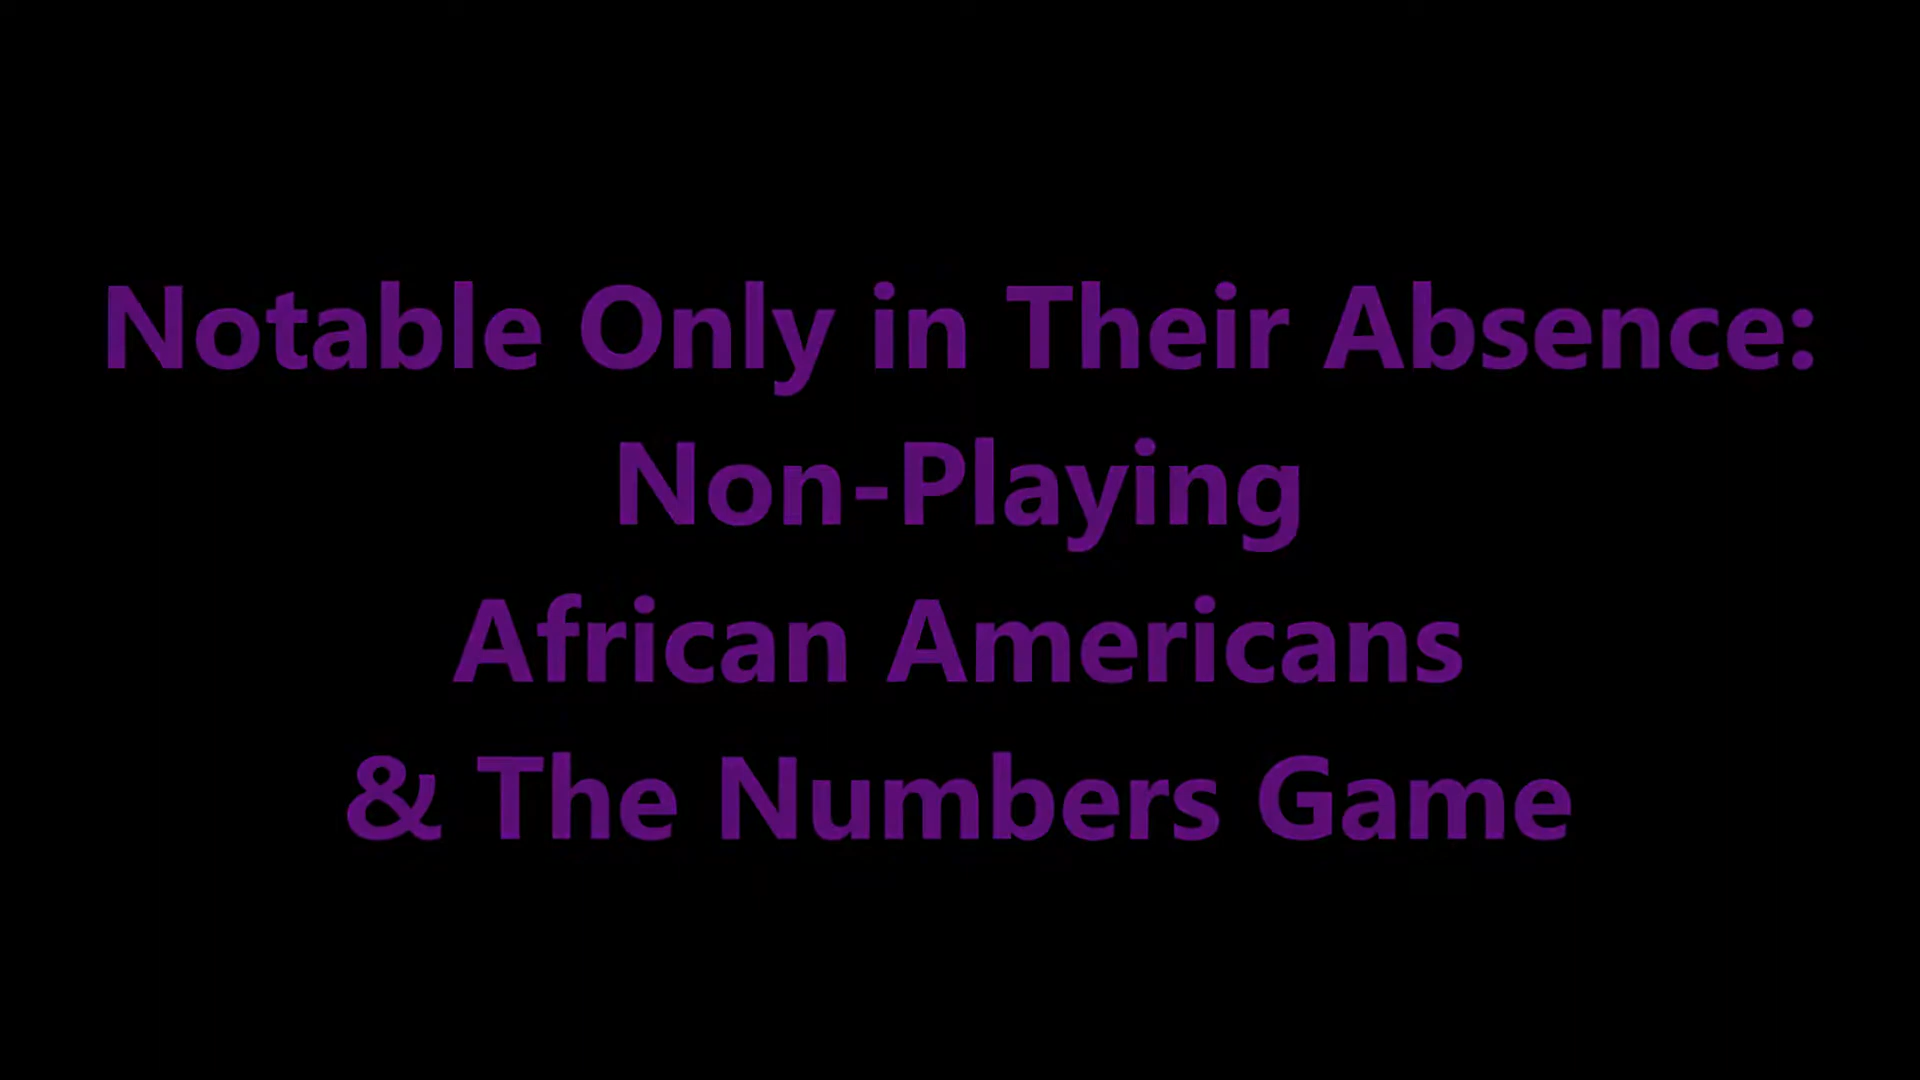 Notable Only in Their Absence:
Non-Playing
African Americans
& The Numbers Game